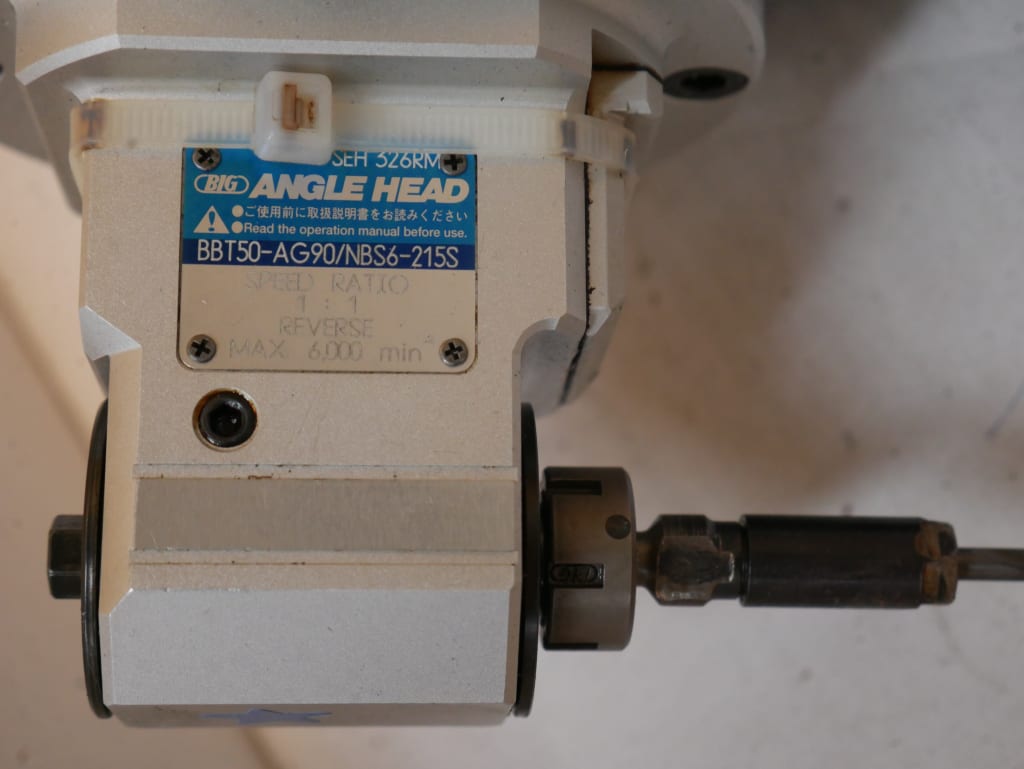 SEH 326RM
BIG ANGLE HEAD
●ご使用前に取扱説明書をお読みください
●Read the operation manual before use.
BBT50-AG90/NBS6-215S
SPEED RATIO
1 : 1
REVERSE
MAX. 6,000 min
BIG